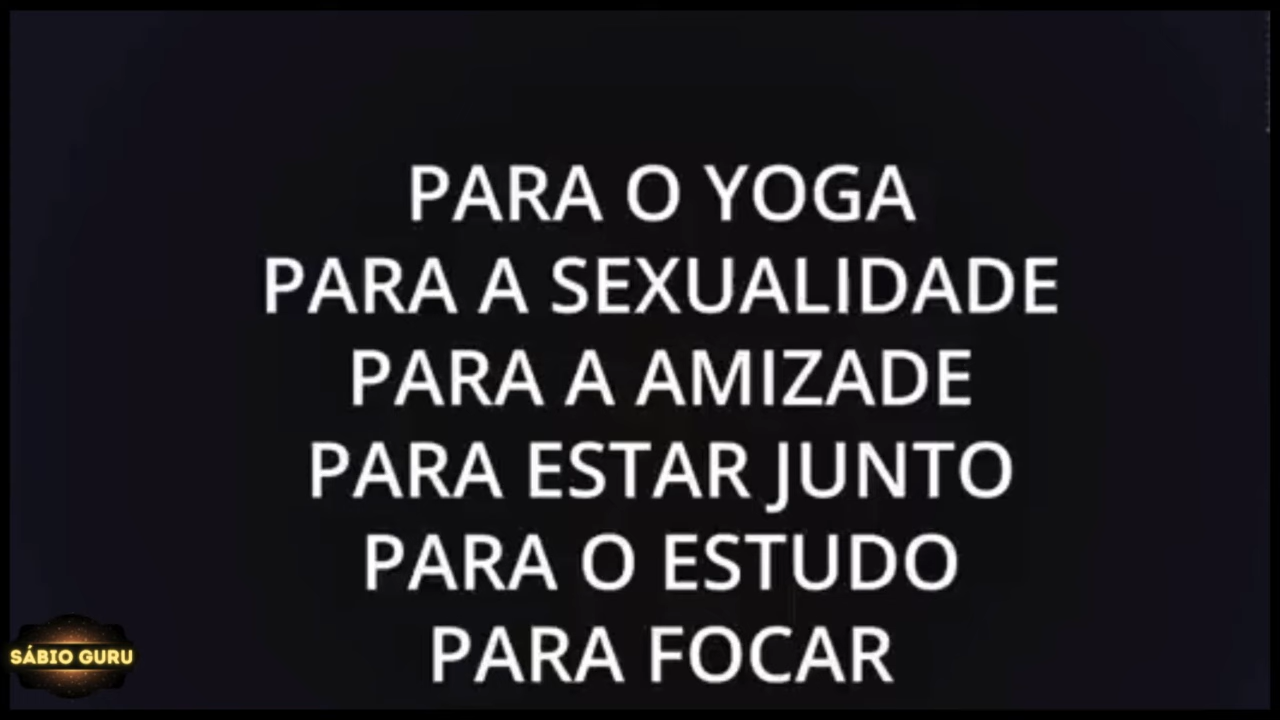 PARA O YOGA
PARA A SEXUALIDADE
PARA A AMIZADE
PARA ESTAR JUNTO
PARA O ESTUDO
PARA FOCAR
SÁBIO GURU